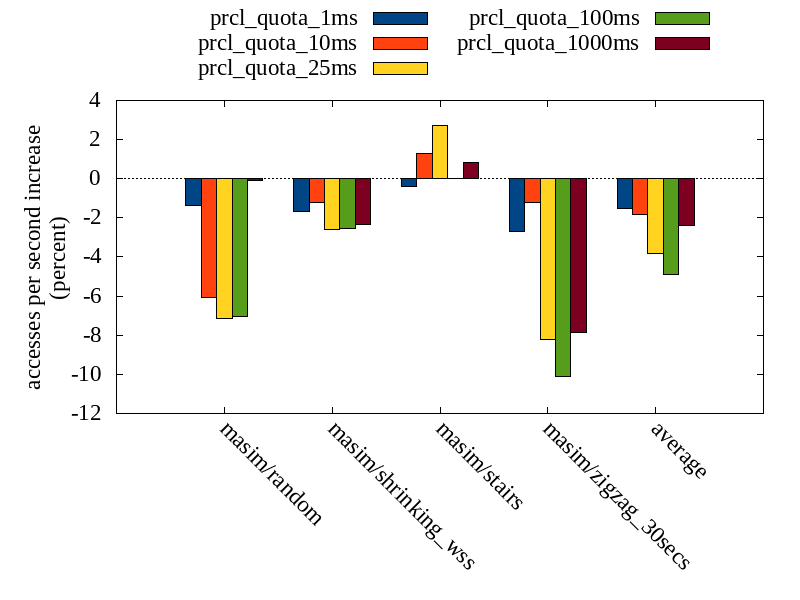 prcl_quota_1ms
prcl_quota_10ms
prcl_quota_25ms
prcl_quota_100ms
prcl_quota_1000ms
accesses per second increase
(percent)
4
2
0
-2
-4
-6
-8
-10
-12
masim/random
masim/shrinking_wss
masim/stairs
masim/zigzag_30secs
average